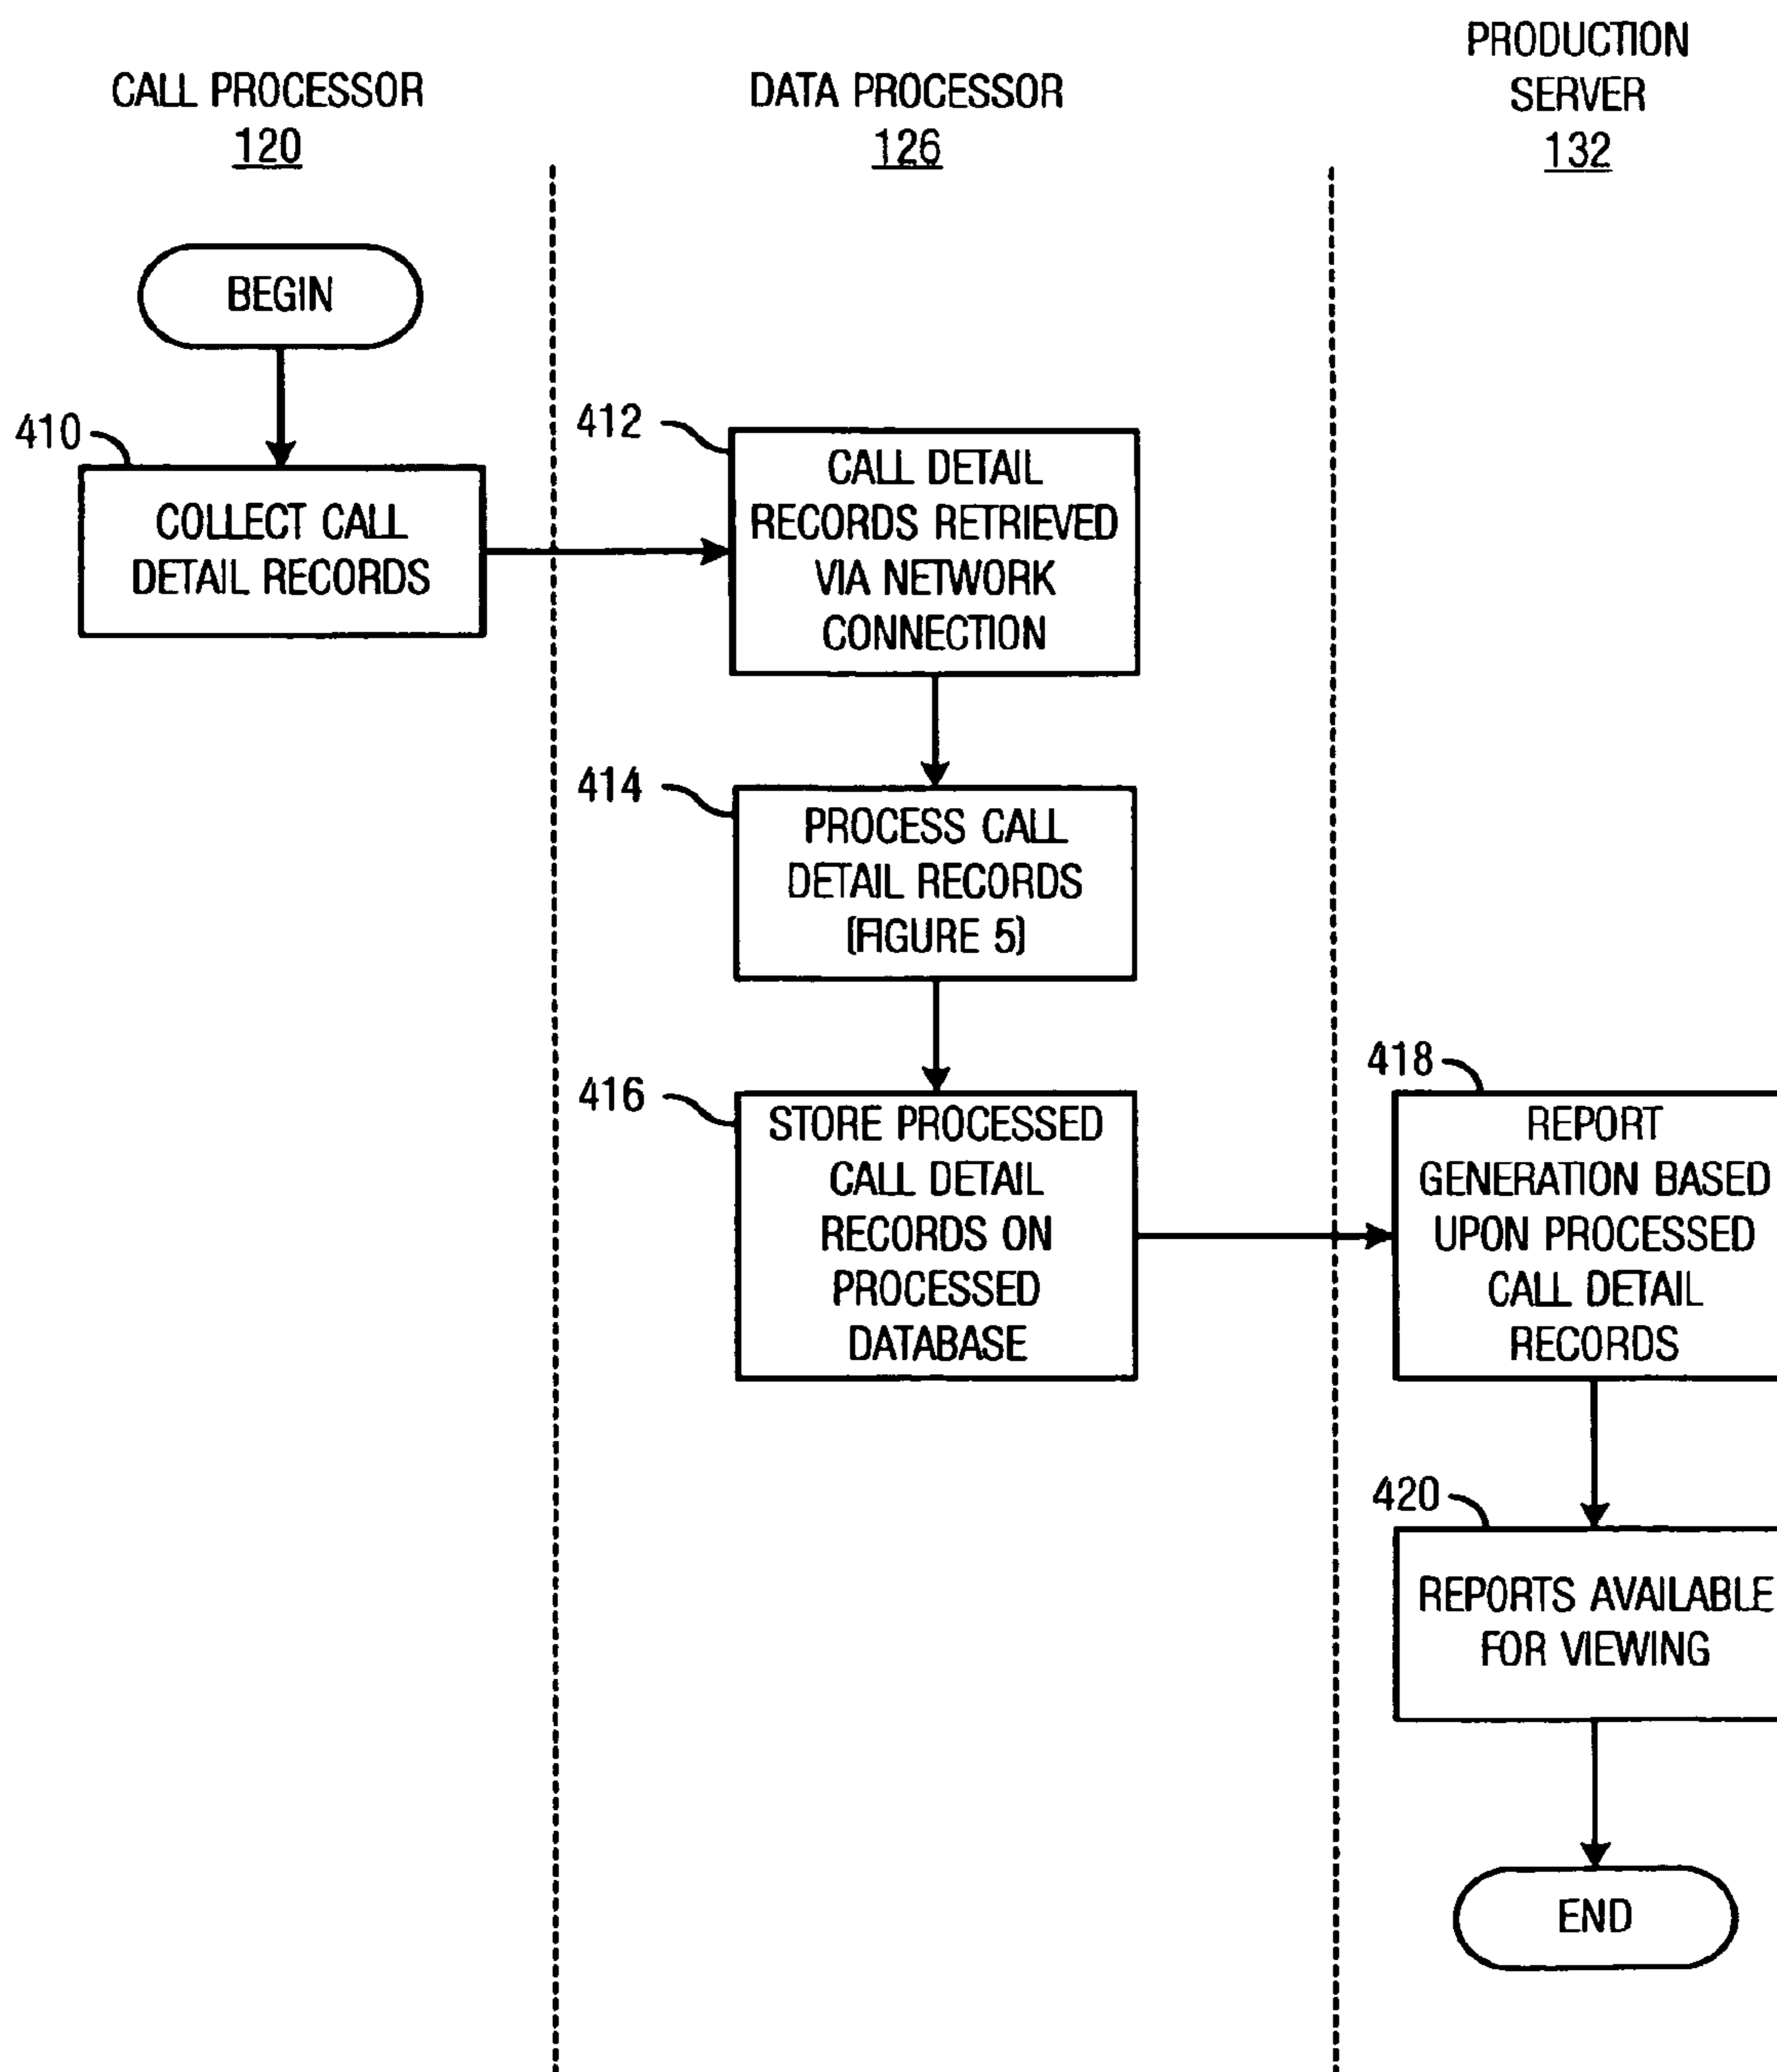 CALL PROCESSOR
120
DATA PROCESSOR
126
PRODUCTION
SERVER
132
BEGIN
410
COLLECT CALL
DETAIL RECORDS
412
CALL DETAIL
RECORDS RETRIEVED
VIA NETWORK
CONNECTION
414
PROCESS CALL
DETAIL RECORDS
(FIGURE 5)
416
STORE PROCESSED
CALL DETAIL
RECORDS ON
PROCESSED
DATABASE
418
REPORT
GENERATION BASED
UPON PROCESSED
CALL DETAIL
RECORDS
420
REPORTS AVAILABLE
FOR VIEWING
END